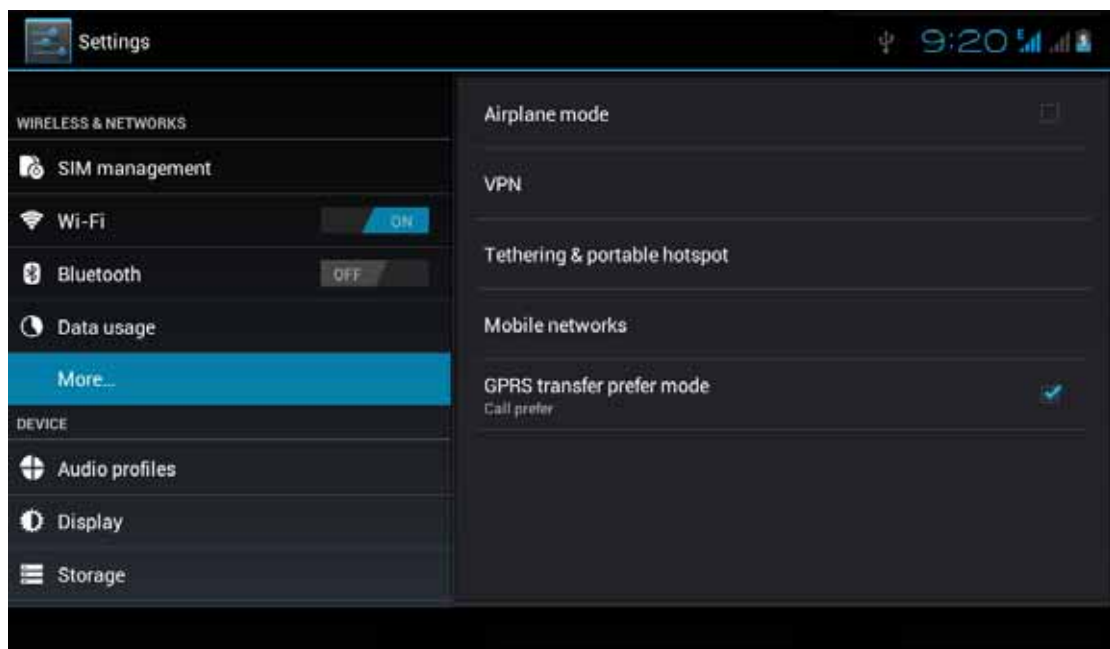 Settings
9:20
E
WIRELESS & NETWORKS
SIM management
Wi-Fi
ON
Bluetooth
OFF
Data usage
More...
DEVICE
Audio profiles
Display
Storage
Airplane mode
VPN
Tethering & portable hotspot
Mobile networks
GPRS transfer prefer mode
Call prefer